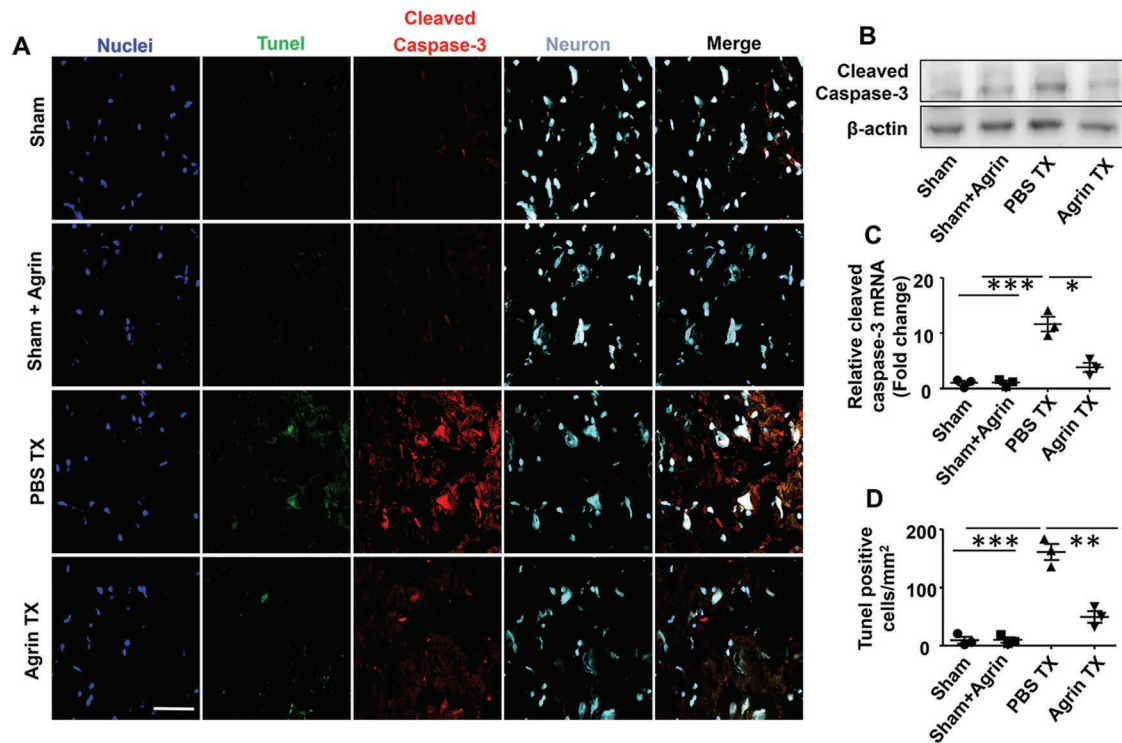 A
Nuclei
Tunel
Cleaved
Caspase-3
Neuron
Merge
Sham
Sham + Agrin
PBS TX
Agrin TX
B
Cleaved
Caspase-3
β-actin
Sham
Sham+Agrin
PBS TX
Agrin TX
C
Relative cleaved
caspase-3 mRNA
(Fold change)
20
10
0
***
*
Sham
Sham+Agrin
PBS TX
Agrin TX
D
Tunel positive
cells/mm²
200
100
0
***
**
Sham
Sham+Agrin
PBS TX
Agrin TX